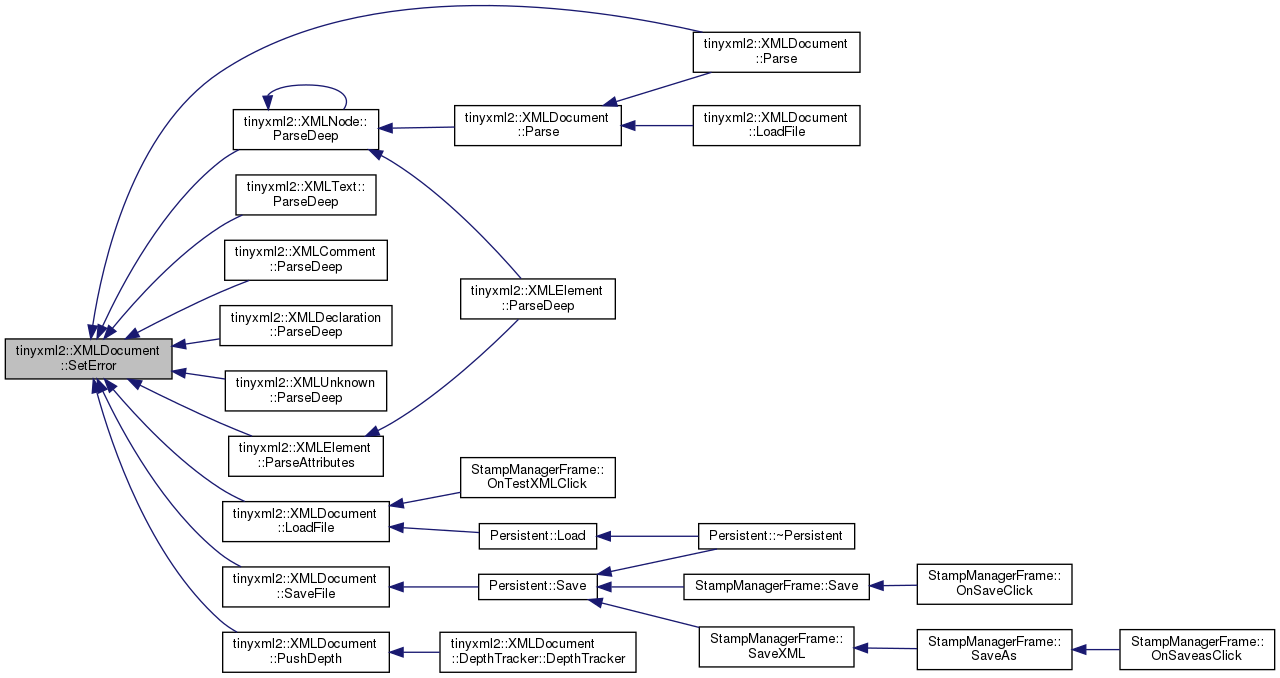 tinyxml2::XMLDocument
::SetError
tinyxml2::XMLDocument
::Parse
tinyxml2::XMLNode::
ParseDeep
tinyxml2::XMLDocument
::Parse
tinyxml2::XMLDocument
::LoadFile
tinyxml2::XMLText::
ParseDeep
tinyxml2::XMLComment
::ParseDeep
tinyxml2::XMLElement
::ParseDeep
tinyxml2::XMLDeclaration
::ParseDeep
tinyxml2::XMLUnknown
::ParseDeep
tinyxml2::XMLElement
::ParseAttributes
tinyxml2::XMLDocument
::LoadFile
StampManagerFrame::
OnTestXMLClick
Persistent::Load
Persistent::~Persistent
tinyxml2::XMLDocument
::SaveFile
Persistent::Save
StampManagerFrame::Save
StampManagerFrame::
OnSaveClick
StampManagerFrame::
SaveXML
StampManagerFrame::
SaveAs
StampManagerFrame::
OnSaveasClick
tinyxml2::XMLDocument
::PushDepth
tinyxml2::XMLDocument
::DepthTracker::DepthTracker